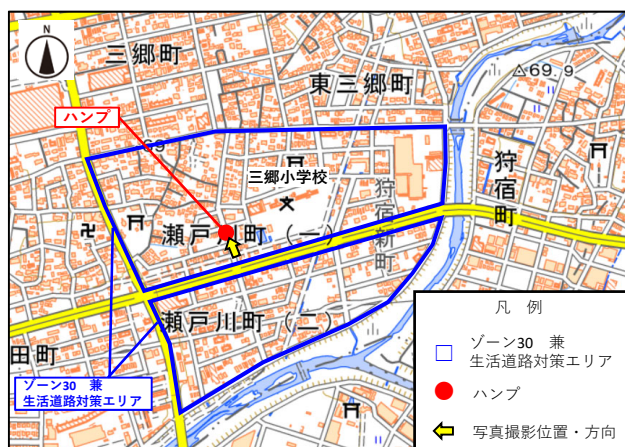 N
三郷町
東三郷町
69.9
ハンプ
69
三郷小学校
狩宿町
狩宿新町
瀬戸川町(一)
瀬戸川町(二)
田町
ゾーン30 兼
生活道路対策エリア
凡 例
ゾーン30 兼
生活道路対策エリア
ハンプ
写真撮影位置・方向